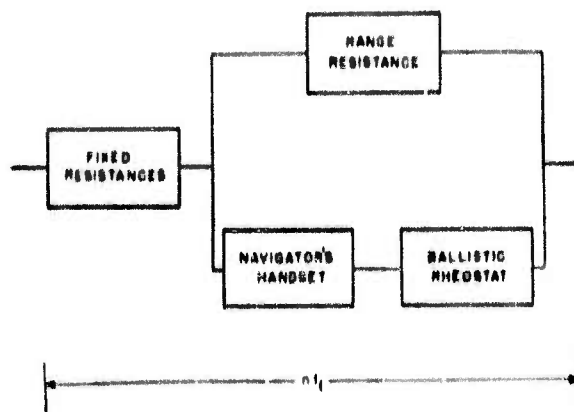 RANGE
RESISTANCE
FIXED
RESISTANCES
NAVIGATOR'S
HANDSET
BALLISTIC
RHEOSTAT